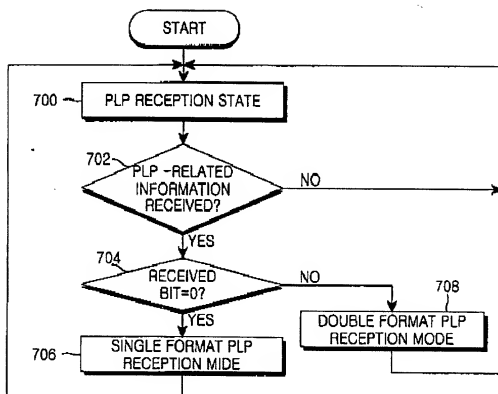 START
700
PLP RECEPTION STATE
702
PLP -RELATED
INFORMATION
RECEIVED?
NO
YES
704
RECEIVED
BIT=0?
NO
YES
708
706
SINGLE FORMAT PLP
RECEPTION MIDE
DOUBLE FORMAT PLP
RECEPTION MODE